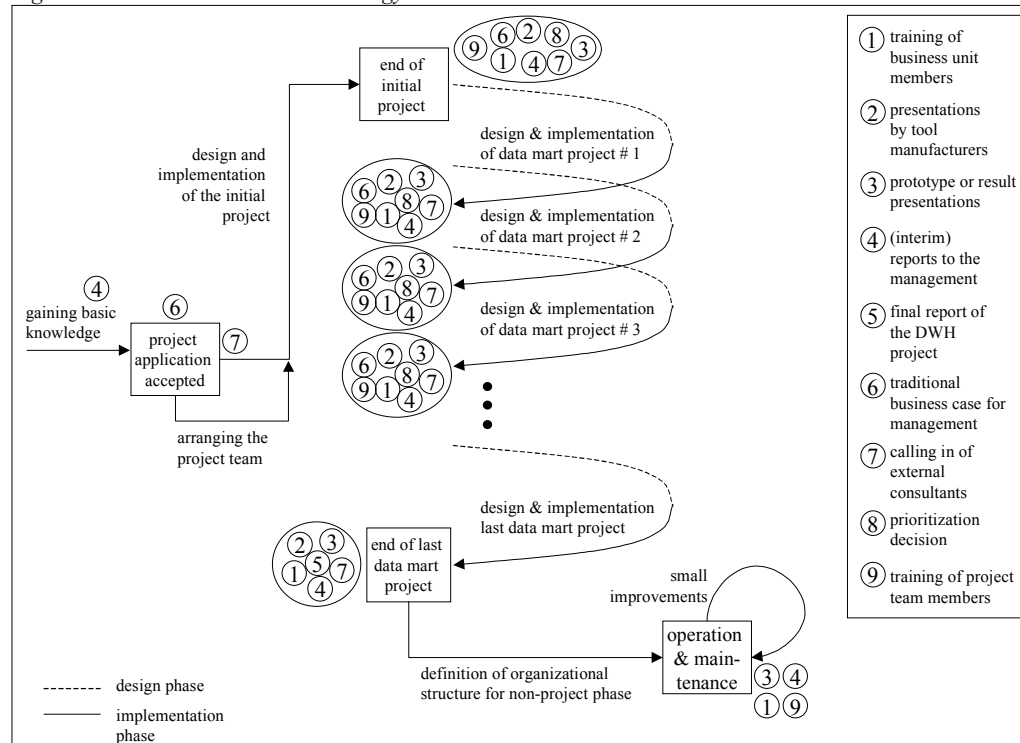 end of
initial
project
9
6
2
8
3
1
4
7
design and
implementation
of the initial
project
design & implementation
of data mart project # 1
6
2
3
8
7
9
1
4
design & implementation
of data mart project # 2
6
2
3
8
7
9
1
4
design & implementation
of data mart project # 3
6
2
3
8
7
9
1
4
4
gaining basic
knowledge
6
project
application
accepted
7
arranging the
project team
design & implementation
last data mart project
2
3
5
1
7
4
end of last
data mart
project
small
improvements
operation
& main-
tenance
3 4
1 9
definition of organizational
structure for non-project phase
design phase
implementation
phase
1 training of
business unit
members
2 presentations
by tool
manufacturers
3 prototype or result
presentations
4 (interim)
reports to the
management
5 final report of
the DWH
project
6 traditional
business case for
management
7 calling in of
external
consultants
8 prioritization
decision
9 training of project
team members